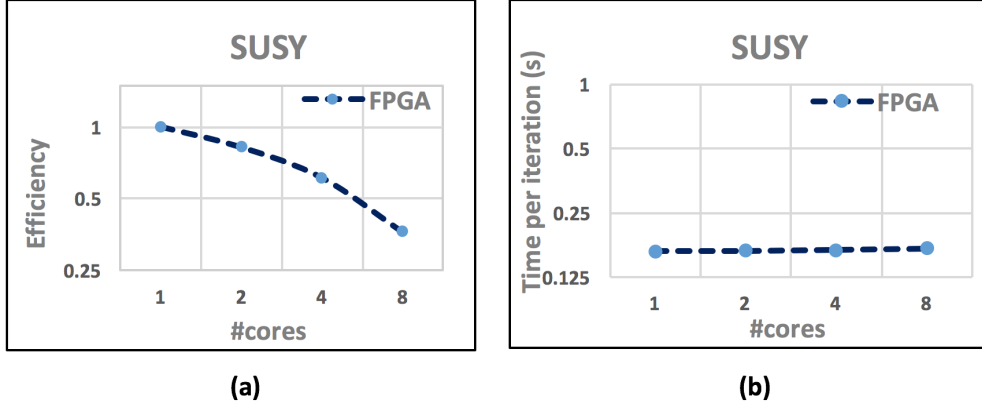 SUSY
FPGA
Efficiency
1
0.5
0.25
1 2 4 8
#cores
(a)
SUSY
FPGA
Time per iteration (s)
1
0.5
0.25
0.125
1 2 4 8
#cores
(b)